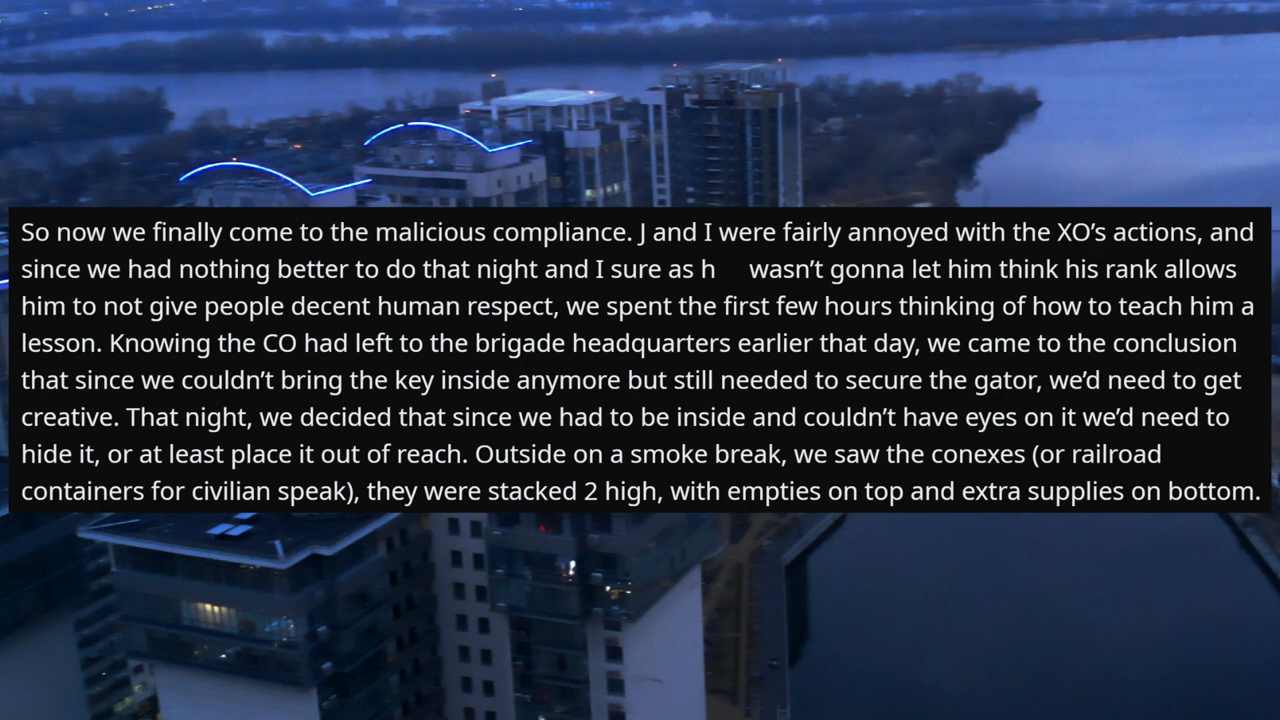 So now we finally come to the malicious compliance. J and I were fairly annoyed with the XO’s actions, and
since we had nothing better to do that night and I sure as h wasn’t gonna let him think his rank allows
him to not give people decent human respect, we spent the first few hours thinking of how to teach him a
lesson. Knowing the CO had left to the brigade headquarters earlier that day, we came to the conclusion
that since we couldn’t bring the key inside anymore but still needed to secure the gator, we’d need to get
creative. That night, we decided that since we had to be inside and couldn’t have eyes on it we’d need to
hide it, or at least place it out of reach. Outside on a smoke break, we saw the conexes (or railroad
containers for civilian speak), they were stacked 2 high, with empties on top and extra supplies on bottom.